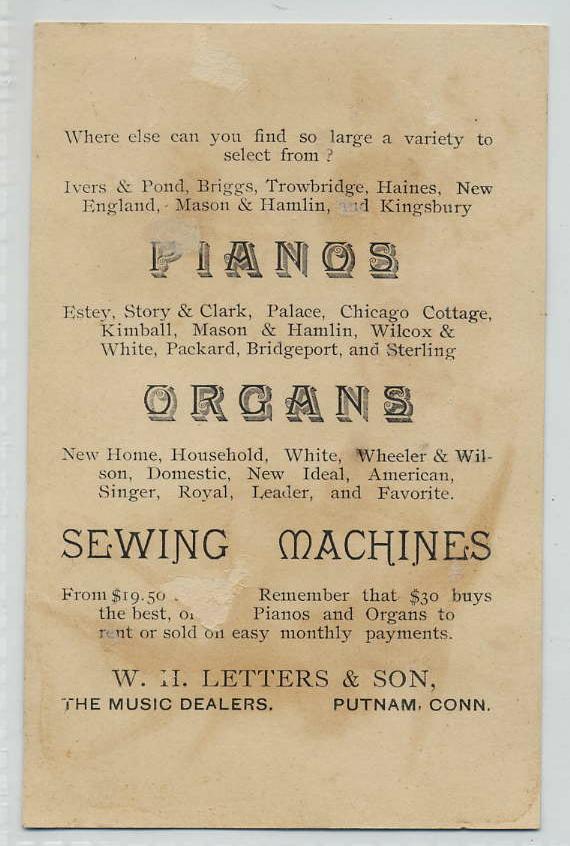 Where else can you find so large a variety to
select from ?
Ivers & Pond, Briggs, Trowbridge, Haines, New
England, Mason & Hamlin, and Kingsbury
PIANOS
Estey, Story & Clark, Palace, Chicago Cottage,
Kimball, Mason & Hamlin, Wilcox &
White, Packard, Bridgeport, and Sterling
ORGANS
New Home, Household, White, Wheeler & Wil-
son, Domestic, New Ideal, American,
Singer, Royal, Leader, and Favorite.
SEWING MACHINES
From $19.50 Remember that $30 buys
the best, Pianos and Organs to
rent or sold on easy monthly payments.
W. H. LETTERS & SON,
THE MUSIC DEALERS. PUTNAM, CONN.